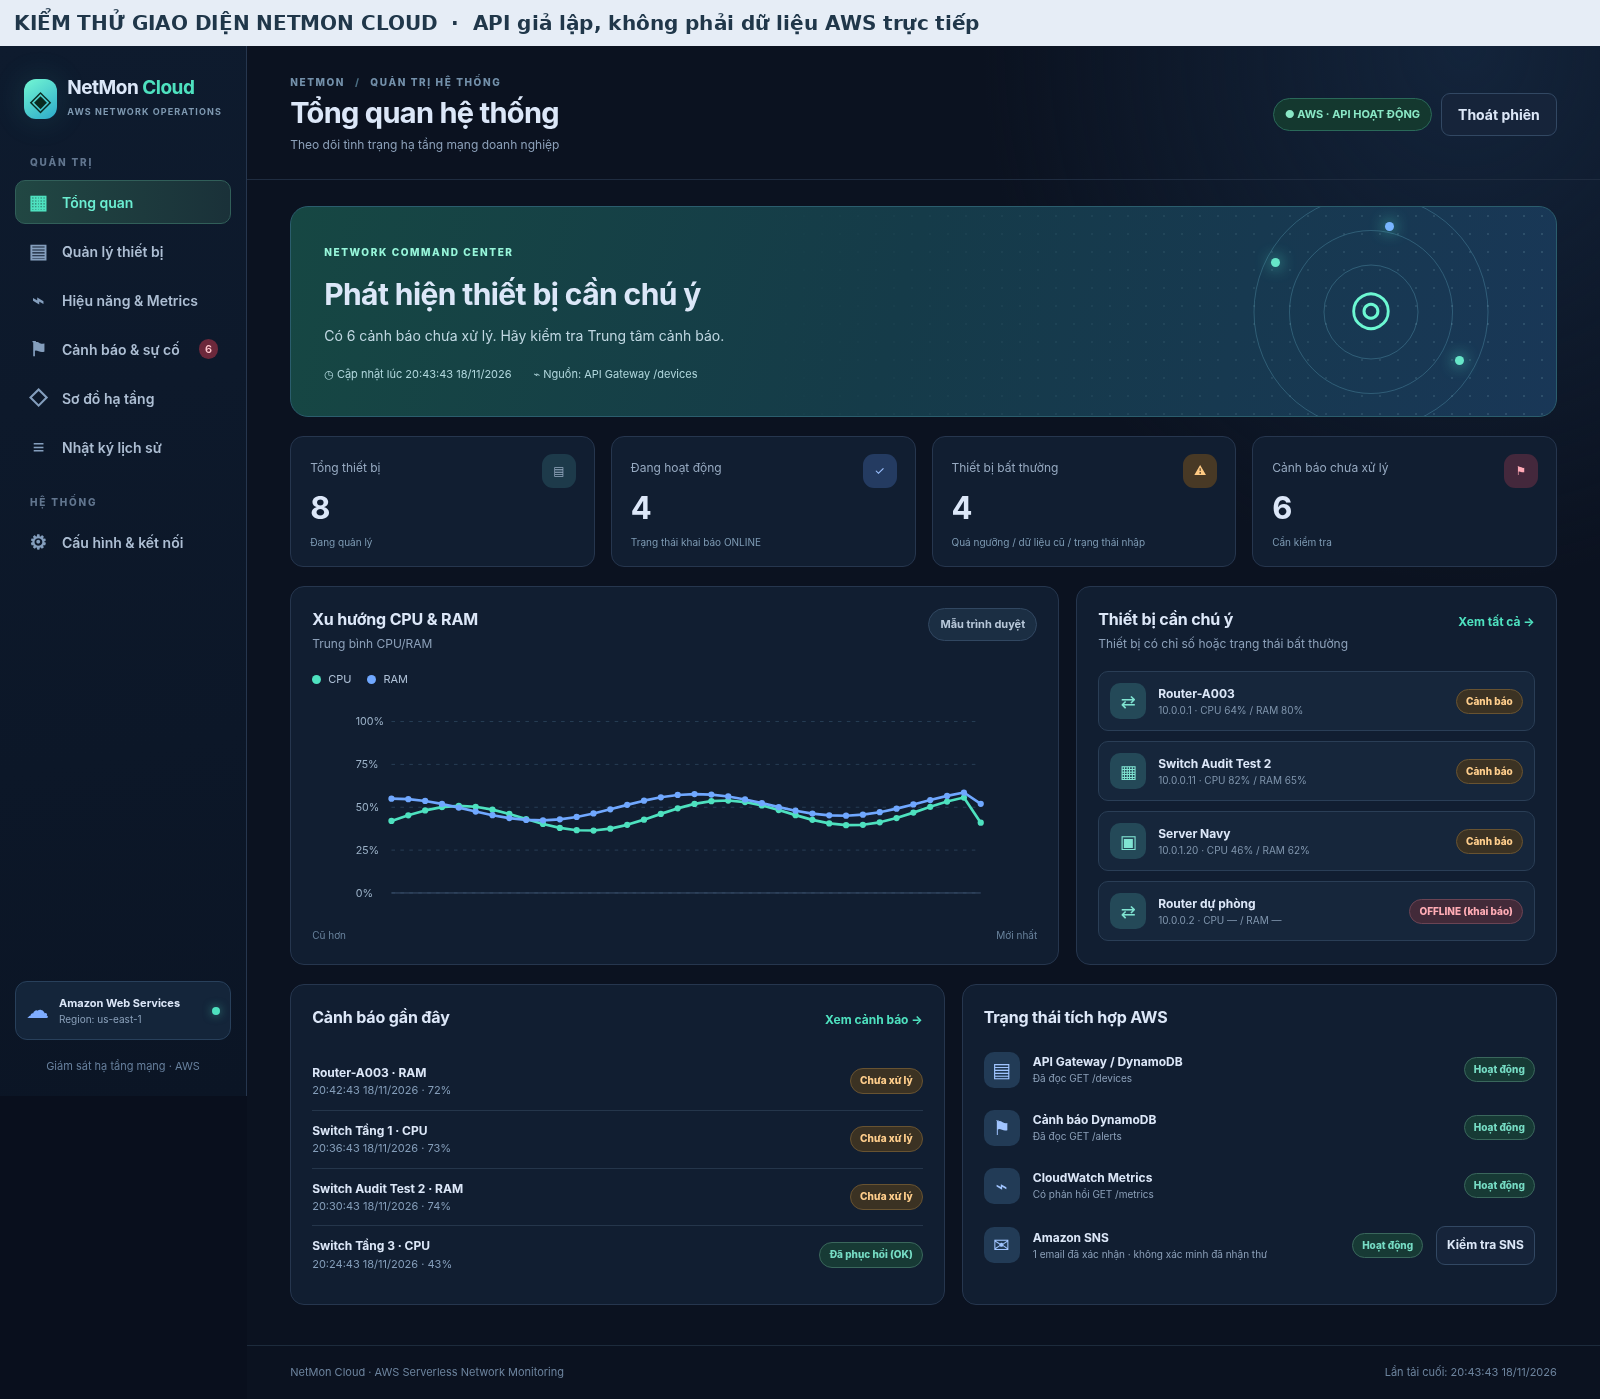 KIỂM THỬ GIAO DIỆN NETMON CLOUD · API giả lập, không phải dữ liệu AWS trực tiếp
NetMon Cloud
AWS NETWORK OPERATIONS
QUẢN TRỊ
Tổng quan
Quản lý thiết bị
Hiệu năng & Metrics
Cảnh báo & sự cố 6
Sơ đồ hạ tầng
Nhật ký lịch sử
HỆ THỐNG
Cấu hình & kết nối
Amazon Web Services
Region: us-east-1
Giám sát hạ tầng mạng · AWS
NETMON / QUẢN TRỊ HỆ THỐNG
Tổng quan hệ thống
Theo dõi tình trạng hạ tầng mạng doanh nghiệp
AWS · API HOẠT ĐỘNG
Thoát phiên
NETWORK COMMAND CENTER
Phát hiện thiết bị cần chú ý
Có 6 cảnh báo chưa xử lý. Hãy kiểm tra Trung tâm cảnh báo.
Cập nhật lúc 20:43:43 18/11/2026 Nguồn: API Gateway /devices
Tổng thiết bị
8
Đang quản lý
Đang hoạt động
4
Trạng thái khai báo ONLINE
Thiết bị bất thường
4
Quá ngưỡng / dữ liệu cũ / trạng thái nhập
Cảnh báo chưa xử lý
6
Cần kiểm tra
Xu hướng CPU & RAM
Trung bình CPU/RAM
Mẫu trình duyệt
CPU RAM
100%
75%
50%
25%
0%
Cũ hơn Mới nhất
Thiết bị cần chú ý
Xem tất cả →
Thiết bị có chỉ số hoặc trạng thái bất thường
Router-A003
10.0.0.1 · CPU 64% / RAM 80%
Cảnh báo
Switch Audit Test 2
10.0.0.11 · CPU 82% / RAM 65%
Cảnh báo
Server Navy
10.0.1.20 · CPU 46% / RAM 62%
Cảnh báo
Router dự phòng
10.0.0.2 · CPU — / RAM —
OFFLINE (khai báo)
Cảnh báo gần đây
Xem cảnh báo →
Router-A003 · RAM
20:42:43 18/11/2026 · 72%
Chưa xử lý
Switch Tầng 1 · CPU
20:36:43 18/11/2026 · 73%
Chưa xử lý
Switch Audit Test 2 · RAM
20:30:43 18/11/2026 · 74%
Chưa xử lý
Switch Tầng 3 · CPU
20:24:43 18/11/2026 · 43%
Đã phục hồi (OK)
Trạng thái tích hợp AWS
API Gateway / DynamoDB
Đã đọc GET /devices
Hoạt động
Cảnh báo DynamoDB
Đã đọc GET /alerts
Hoạt động
CloudWatch Metrics
Có phản hồi GET /metrics
Hoạt động
Amazon SNS
1 email đã xác nhận · không xác minh đã nhận thư
Hoạt động
Kiểm tra SNS
NetMon Cloud · AWS Serverless Network Monitoring
Lần tải cuối: 20:43:43 18/11/2026